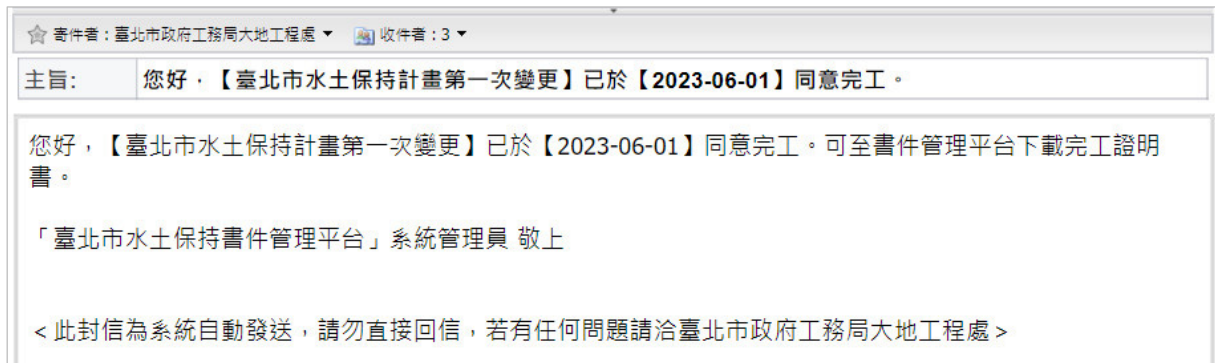 寄件者：臺北市政府工務局大地工程處 收件者：3
主旨: 您好，【臺北市水土保持計畫第一次變更】已於【2023-06-01】同意完工。
您好，【臺北市水土保持計畫第一次變更】已於【2023-06-01】同意完工。可至書件管理平台下載完工證明
書。
「臺北市水土保持書件管理平台」系統管理員 敬上
<此封信為系統自動發送，請勿直接回信，若有任何問題請洽臺北市政府工務局大地工程處>